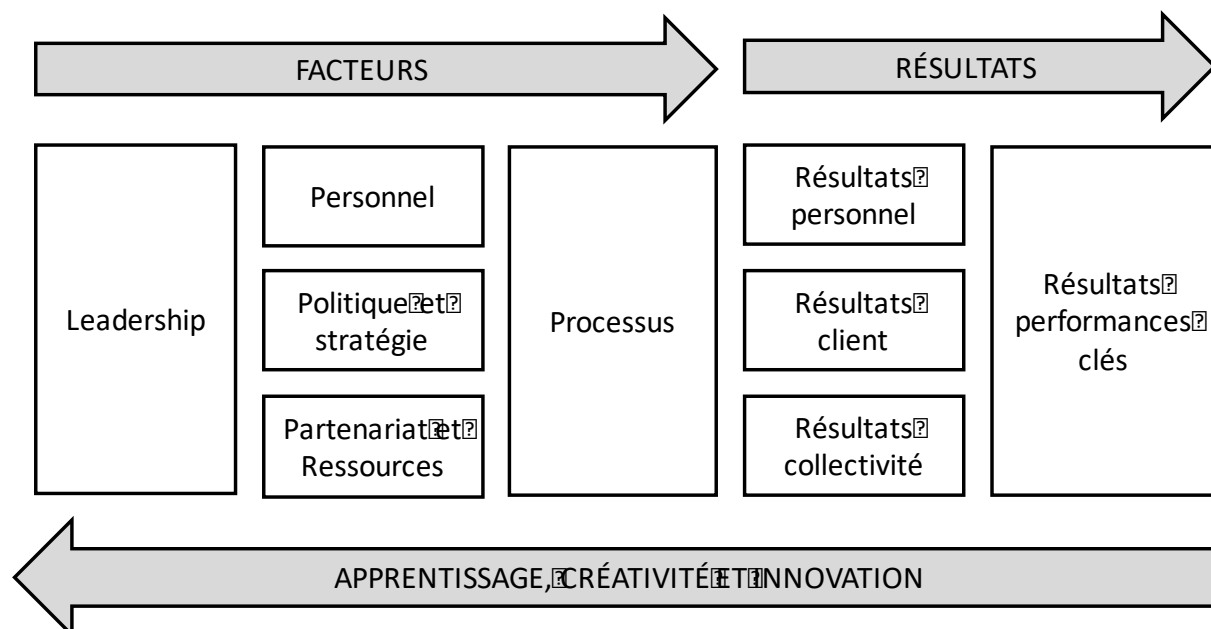 FACTEURS
RÉSULTATS
Leadership
Personnel
Politique et
stratégie
Partenariat et
Ressources
Processus
Résultats
personnel
Résultats
client
Résultats
collectivité
Résultats
performances
clés
APPRENTISSAGE, CRÉATIVITÉ ET INNOVATION